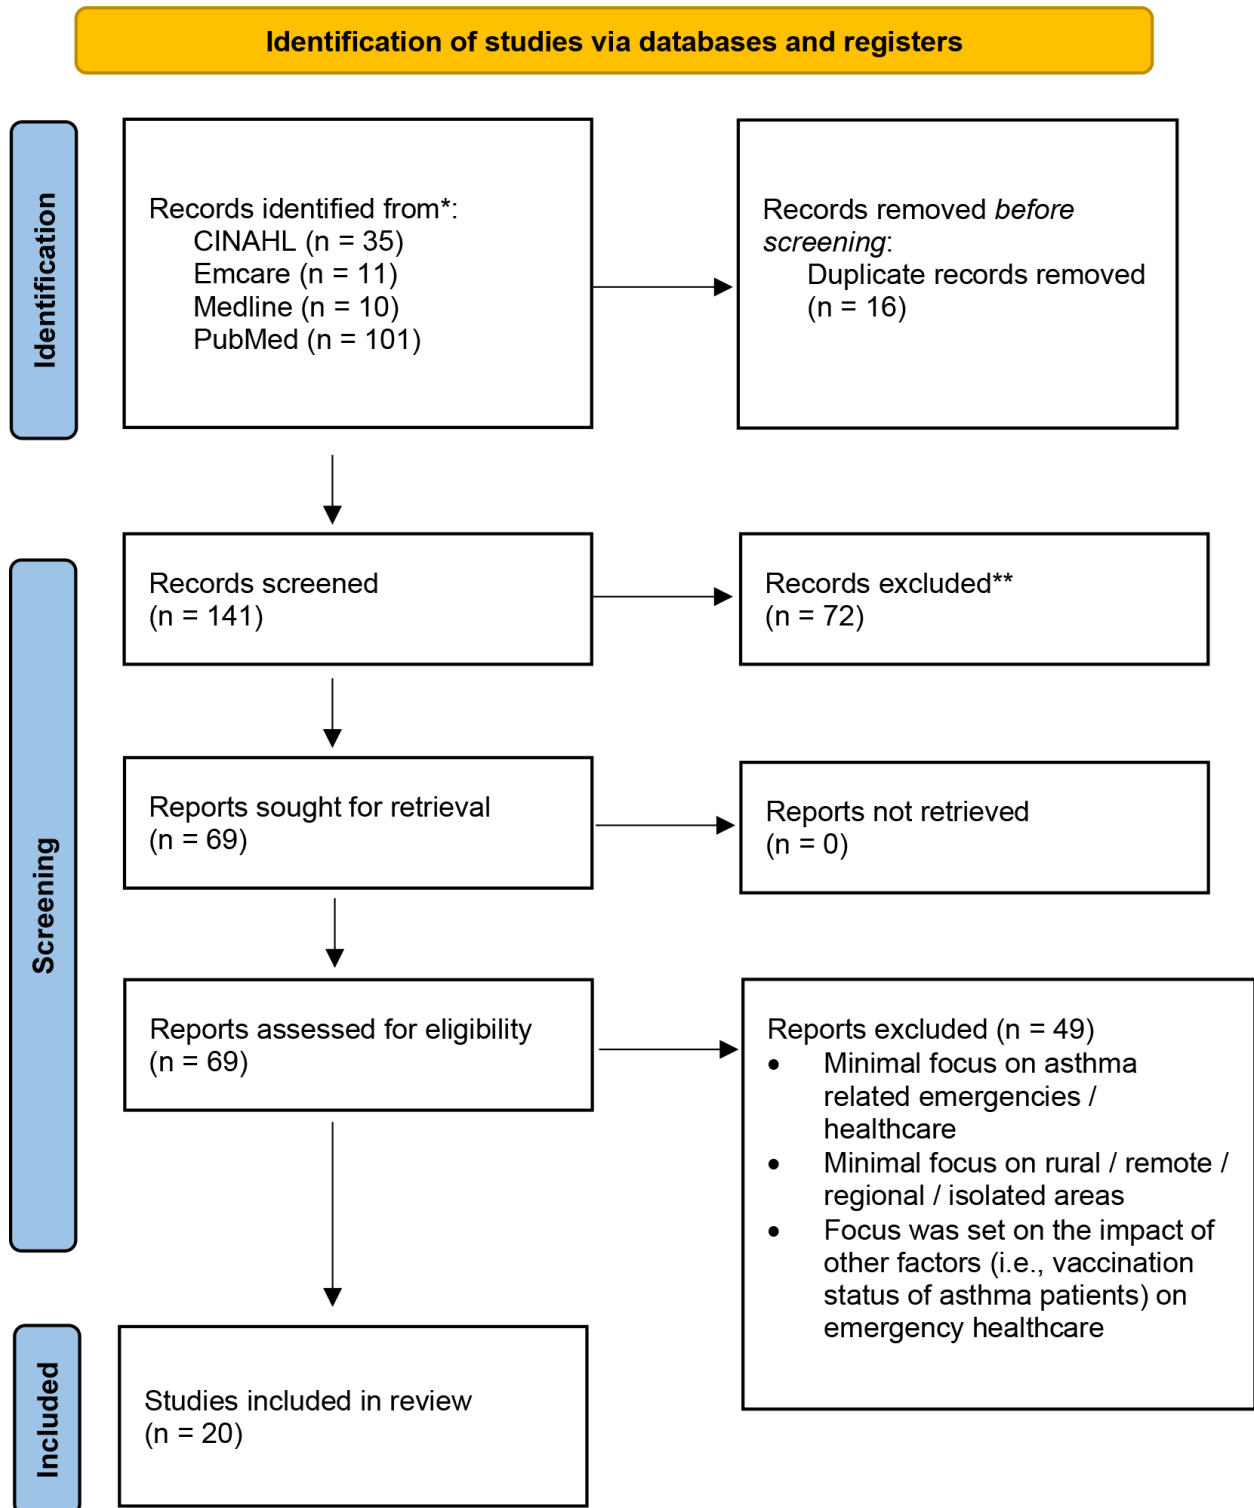 Identification of studies via databases and registers
Identification
Records identified from*:
CINAHL (n = 35)
Emcare (n = 11)
Medline (n = 10)
PubMed (n = 101)
Records removed before
screening:
Duplicate records removed
(n = 16)
Screening
Records screened
(n = 141)
Records excluded**
(n = 72)
Reports sought for retrieval
(n = 69)
Reports not retrieved
(n = 0)
Reports assessed for eligibility
(n = 69)
Reports excluded (n = 49)
• Minimal focus on asthma
related emergencies /
healthcare
• Minimal focus on rural / remote /
regional / isolated areas
• Focus was set on the impact of
other factors (i.e., vaccination
status of asthma patients) on
emergency healthcare
Included
Studies included in review
(n = 20)